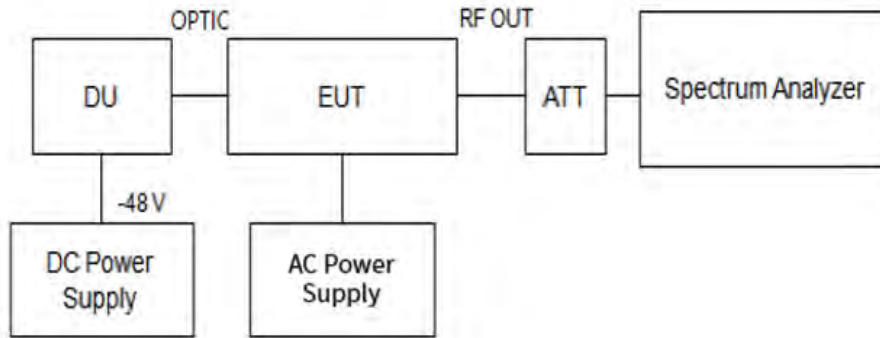 OPTIC
RF OUT
DU
EUT
ATT
Spectrum Analyzer
-48 V
DC Power
Supply
AC Power
Supply